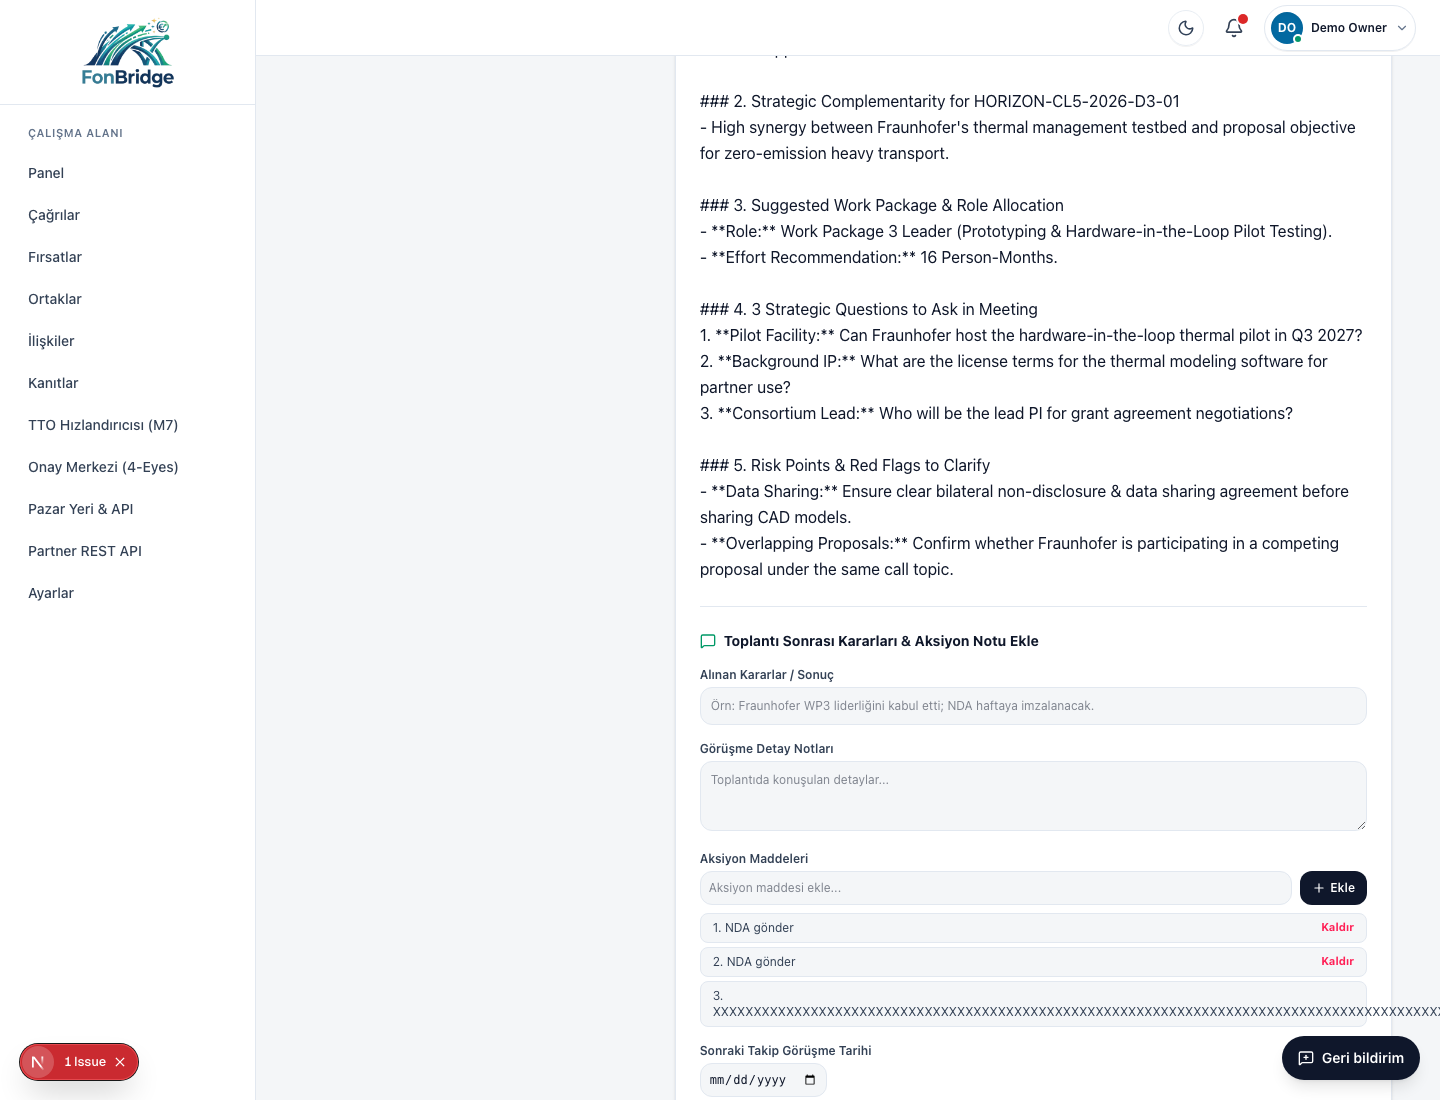 FonBridge
DO Demo Owner
ÇALIŞMA ALANI
Panel
Çağrılar
Fırsatlar
Ortaklar
İlişkiler
Kanıtlar
TTO Hızlandırıcısı (M7)
Onay Merkezi (4-Eyes)
Pazar Yeri & API
Partner REST API
Ayarlar
### 2. Strategic Complementarity for HORIZON-CL5-2026-D3-01
- High synergy between Fraunhofer's thermal management testbed and proposal objective
for zero-emission heavy transport.
### 3. Suggested Work Package & Role Allocation
- **Role:** Work Package 3 Leader (Prototyping & Hardware-in-the-Loop Pilot Testing).
- **Effort Recommendation:** 16 Person-Months.
### 4. 3 Strategic Questions to Ask in Meeting
1. **Pilot Facility:** Can Fraunhofer host the hardware-in-the-loop thermal pilot in Q3 2027?
2. **Background IP:** What are the license terms for the thermal modeling software for
partner use?
3. **Consortium Lead:** Who will be the lead PI for grant agreement negotiations?
### 5. Risk Points & Red Flags to Clarify
- **Data Sharing:** Ensure clear bilateral non-disclosure & data sharing agreement before
sharing CAD models.
- **Overlapping Proposals:** Confirm whether Fraunhofer is participating in a competing
proposal under the same call topic.
Toplantı Sonrası Kararları & Aksiyon Notu Ekle
Alınan Kararlar / Sonuç
Örn: Fraunhofer WP3 liderliğini kabul etti; NDA haftaya imzalanacak.
Görüşme Detay Notları
Toplantıda konuşulan detaylar...
Aksiyon Maddeleri
Aksiyon maddesi ekle...
+ Ekle
1. NDA gönder Kaldır
2. NDA gönder Kaldır
3.
XXXXXXXXXXXXXXXXXXXXXXXXXXXXXXXXXXXXXXXXXXXXXXXXXXXXXXXXXXXXXXXXXXXXXXXXXXXXXXXXXXXXXXXXXX
Sonraki Takip Görüşme Tarihi
mm/dd/yyyy
N 1 Issue
Geri bildirim